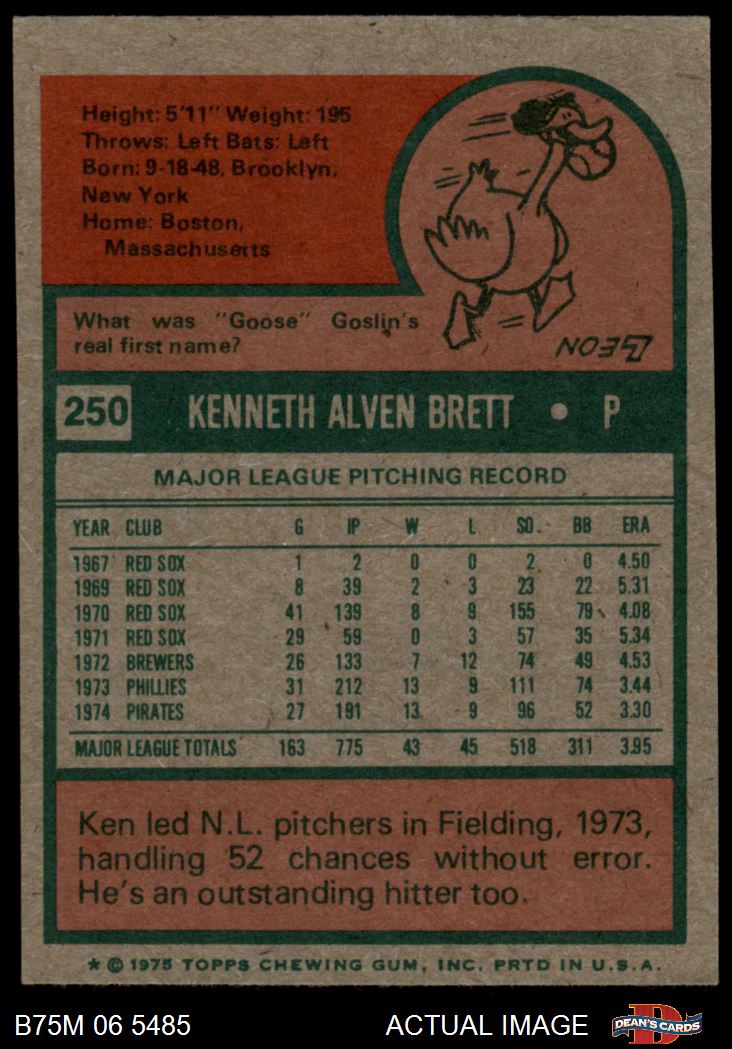 Height: 5'11" Weight: 195
Throws: Left Bats: Left
Born: 9-18-48, Brooklyn,
New York
Home: Boston,
Massachusetts
What was "Goose" Goslin's
real first name?
LEON
250 KENNETH ALVEN BRETT • P
MAJOR LEAGUE PITCHING RECORD
YEAR CLUB G IP W L SO. BB ERA
1967 RED SOX 1 2 0 0 2 0 4.50
1969 RED SOX 8 39 2 3 23 22 5.31
1970 RED SOX 41 139 8 9 155 79 4.08
1971 RED SOX 29 59 0 3 57 35 5.34
1972 BREWERS 26 133 7 12 74 49 4.53
1973 PHILLIES 31 212 13 9 111 74 3.44
1974 PIRATES 27 191 13 9 96 52 3.30
MAJOR LEAGUE TOTALS 163 775 43 45 518 311 3.95
Ken led N.L. pitchers in Fielding, 1973,
handling 52 chances without error.
He's an outstanding hitter too.
* © 1975 TOPPS CHEWING GUM, INC. PRTD IN U.S.A.
B75M 06 5485 ACTUAL IMAGE DEAN'S CARDS